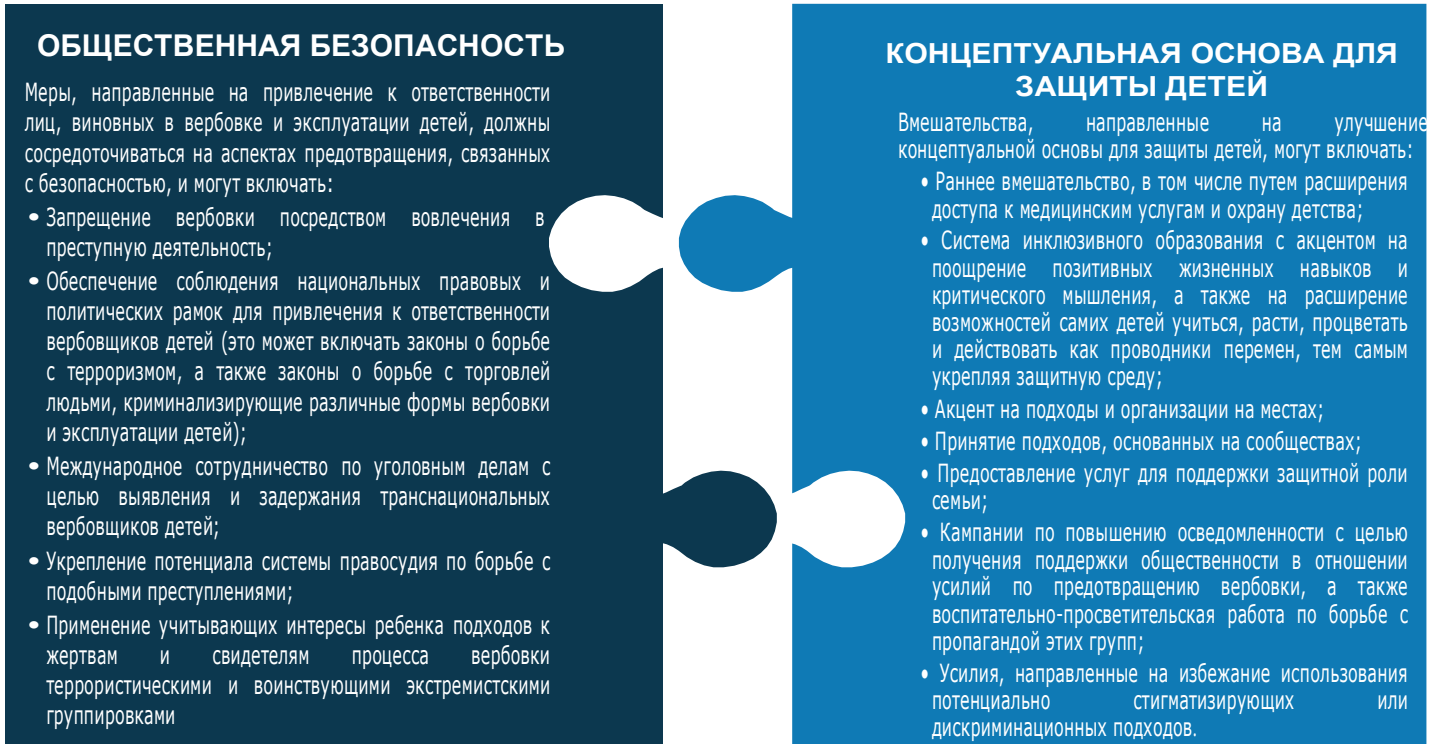 ОБЩЕСТВЕННАЯ БЕЗОПАСНОСТЬ
Меры, направленные на привлечение к ответственности
лиц, виновных в вербовке и эксплуатации детей, должны
сосредоточиваться на аспектах предотвращения, связанных
с безопасностью, и могут включать:
• Запрещение вербовки посредством вовлечения в
преступную деятельность;
• Обеспечение соблюдения национальных правовых и
политических рамок для привлечения к ответственности
вербовщиков детей (это может включать законы о борьбе
с терроризмом, а также законы о борьбе с торговлей
людьми, криминализирующие различные формы вербовки
и эксплуатации детей);
• Международное сотрудничество по уголовным делам с
целью выявления и задержания транснациональных
вербовщиков детей;
• Укрепление потенциала системы правосудия по борьбе с
подобными преступлениями;
• Применение учитывающих интересы ребенка подходов к
жертвам и свидетелям процесса вербовки
террористическими и воинствующими экстремистскими
группировками
КОНЦЕПТУАЛЬНАЯ ОСНОВА ДЛЯ
ЗАЩИТЫ ДЕТЕЙ
Вмешательства, направленные на улучшение
концептуальной основы для защиты детей, могут включать:
• Раннее вмешательство, в том числе путем расширения
доступа к медицинским услугам и охрану детства;
• Система инклюзивного образования с акцентом на
поощрение позитивных жизненных навыков и
критического мышления, а также на расширение
возможностей самих детей учиться, расти, процветать
и действовать как проводники перемен, тем самым
укрепляя защитную среду;
• Акцент на подходы и организации на местах;
• Принятие подходов, основанных на сообществах;
• Предоставление услуг для поддержки защитной роли
семьи;
• Кампании по повышению осведомленности с целью
получения поддержки общественности в отношении
усилий по предотвращению вербовки, а также
воспитательно-просветительская работа по борьбе с
пропагандой этих групп;
• Усилия, направленные на избежание использования
потенциально стигматизирующих или
дискриминационных подходов.